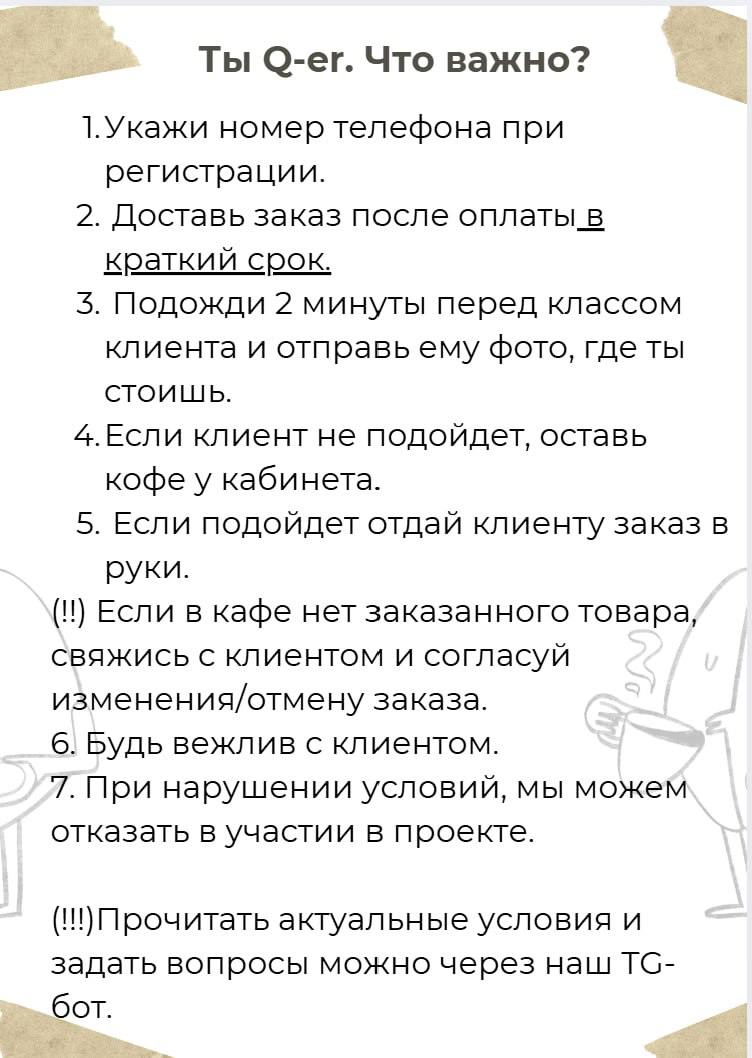 Ты Q-er. Что важно?
1. Укажи номер телефона при
регистрации.
2. Доставь заказ после оплаты в
краткий срок.
3. Подожди 2 минуты перед классом
клиента и отправь ему фото, где ты
стоишь.
4. Если клиент не подойдет, оставь
кофе у кабинета.
5. Если подойдет отдай клиенту заказ в
руки.
(!!) Если в кафе нет заказанного товара,
свяжись с клиентом и согласуй
изменения/отмену заказа.
6. Будь вежлив с клиентом.
7. При нарушении условий, мы можем
отказать в участии в проекте.
(!!!)Прочитать актуальные условия и
задать вопросы можно через наш TG-
бот.